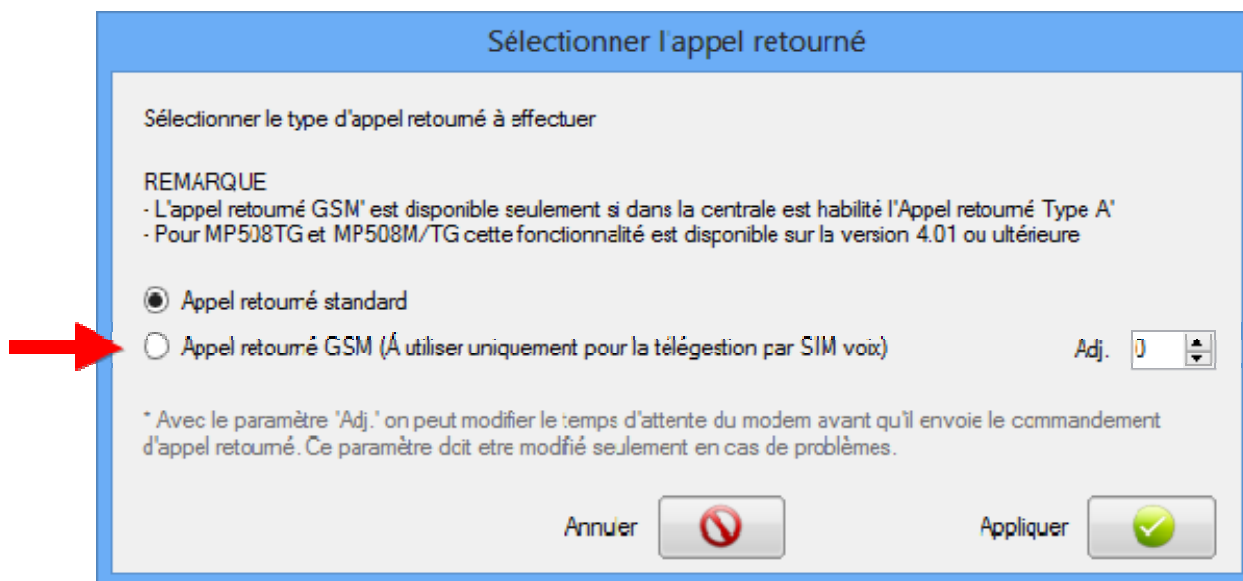 Sélectionner l'appel retourné
Sélectionner le type d'appel retourné à effectuer
REMARQUE
- L'appel retourné GSM" est disponible seulement si dans la centrale est habilité l'Appel retourné Type A"
- Pour MP508TG et MP508M/TG cette fonctionnalité est disponible sur la version 4.01 ou ultérieure
Appel retourné standard
Appel retourné GSM (À utiliser uniquement pour la télégestion par SIM voix) Adj. 0
* Avec le paramètre "Adj." on peut modifier le temps d'attente du modem avant qu'il envoie le commandement
d'appel retourné. Ce paramètre doit etre modifié seulement en cas de problèmes.
Annuler Appliquer